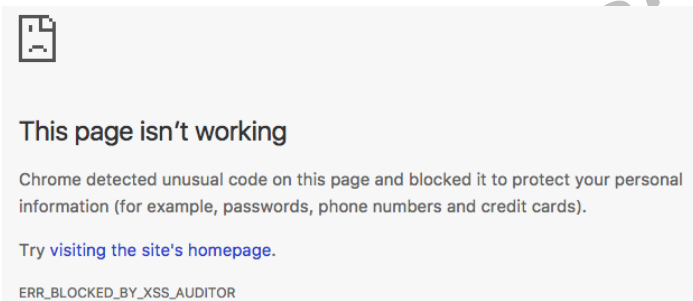 This page isn't working
Chrome detected unusual code on this page and blocked it to protect your personal
information (for example, passwords, phone numbers and credit cards).
Try visiting the site's homepage.
ERR_BLOCKED_BY_XSS_AUDITOR